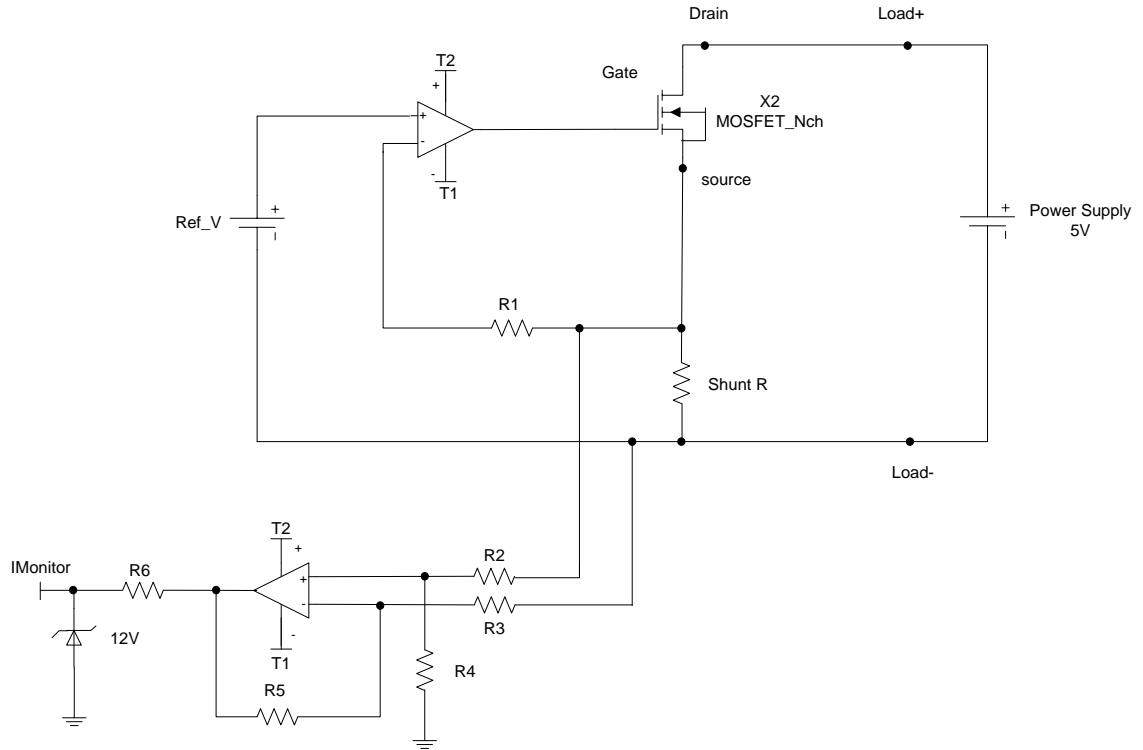 Drain
Load+
T2
+
Gate
X2
MOSFET_Nch
+
-
-
T1
source
+
Ref_V
-
+
Power Supply
5V
-
R1
Shunt R
Load-
T2
+
R2
IMonitor
R6
+
-
R3
12V
-
T1
R4
R5